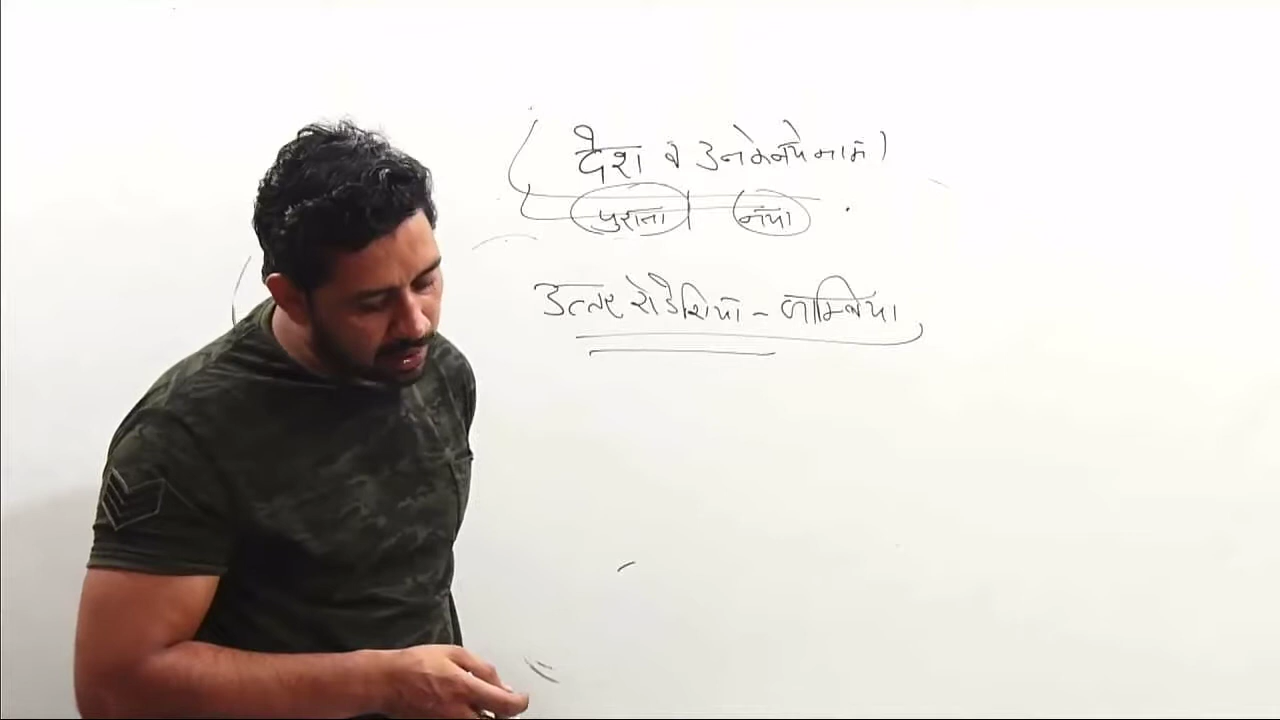 देश व उनके नये नाम)
पुराना | नया
उत्तर रोडेशिया - जाम्बिया